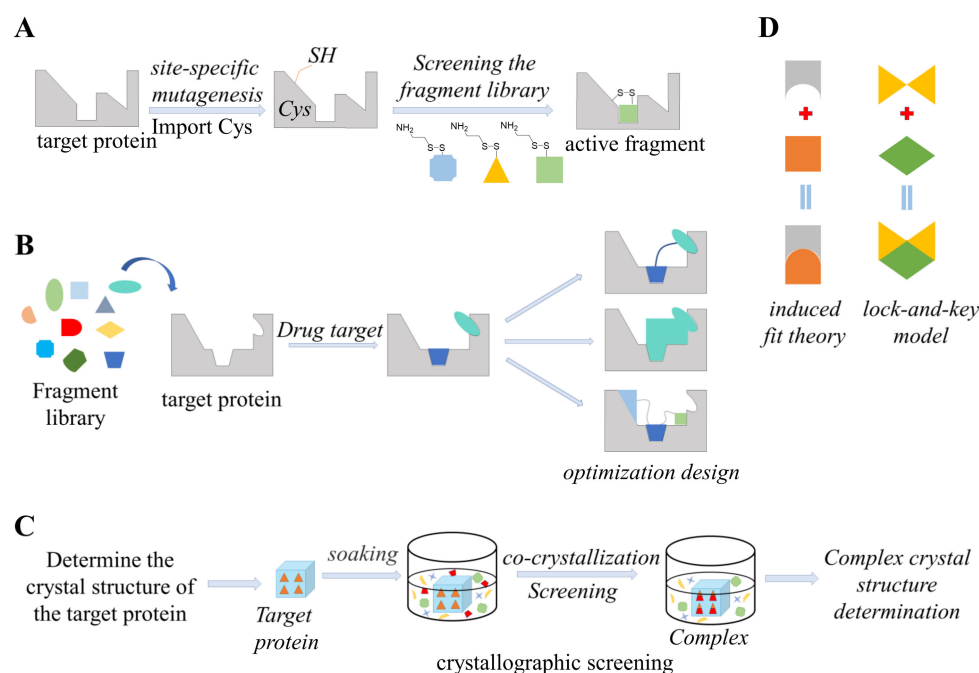 A
site-specific
mutagenesis
Import Cys
target protein
SH
Cys
Screening the
fragment library
NH2
S-S
NH2
S-S
NH2
S-S
S-S
active fragment
B
Fragment
library
target protein
Drug target
optimization design
C
Determine the
crystal structure of
the target protein
Target
protein
soaking
co-crystallization
Screening
Complex
crystallographic screening
Complex crystal
structure
determination
D
induced
fit theory
lock-and-key
model